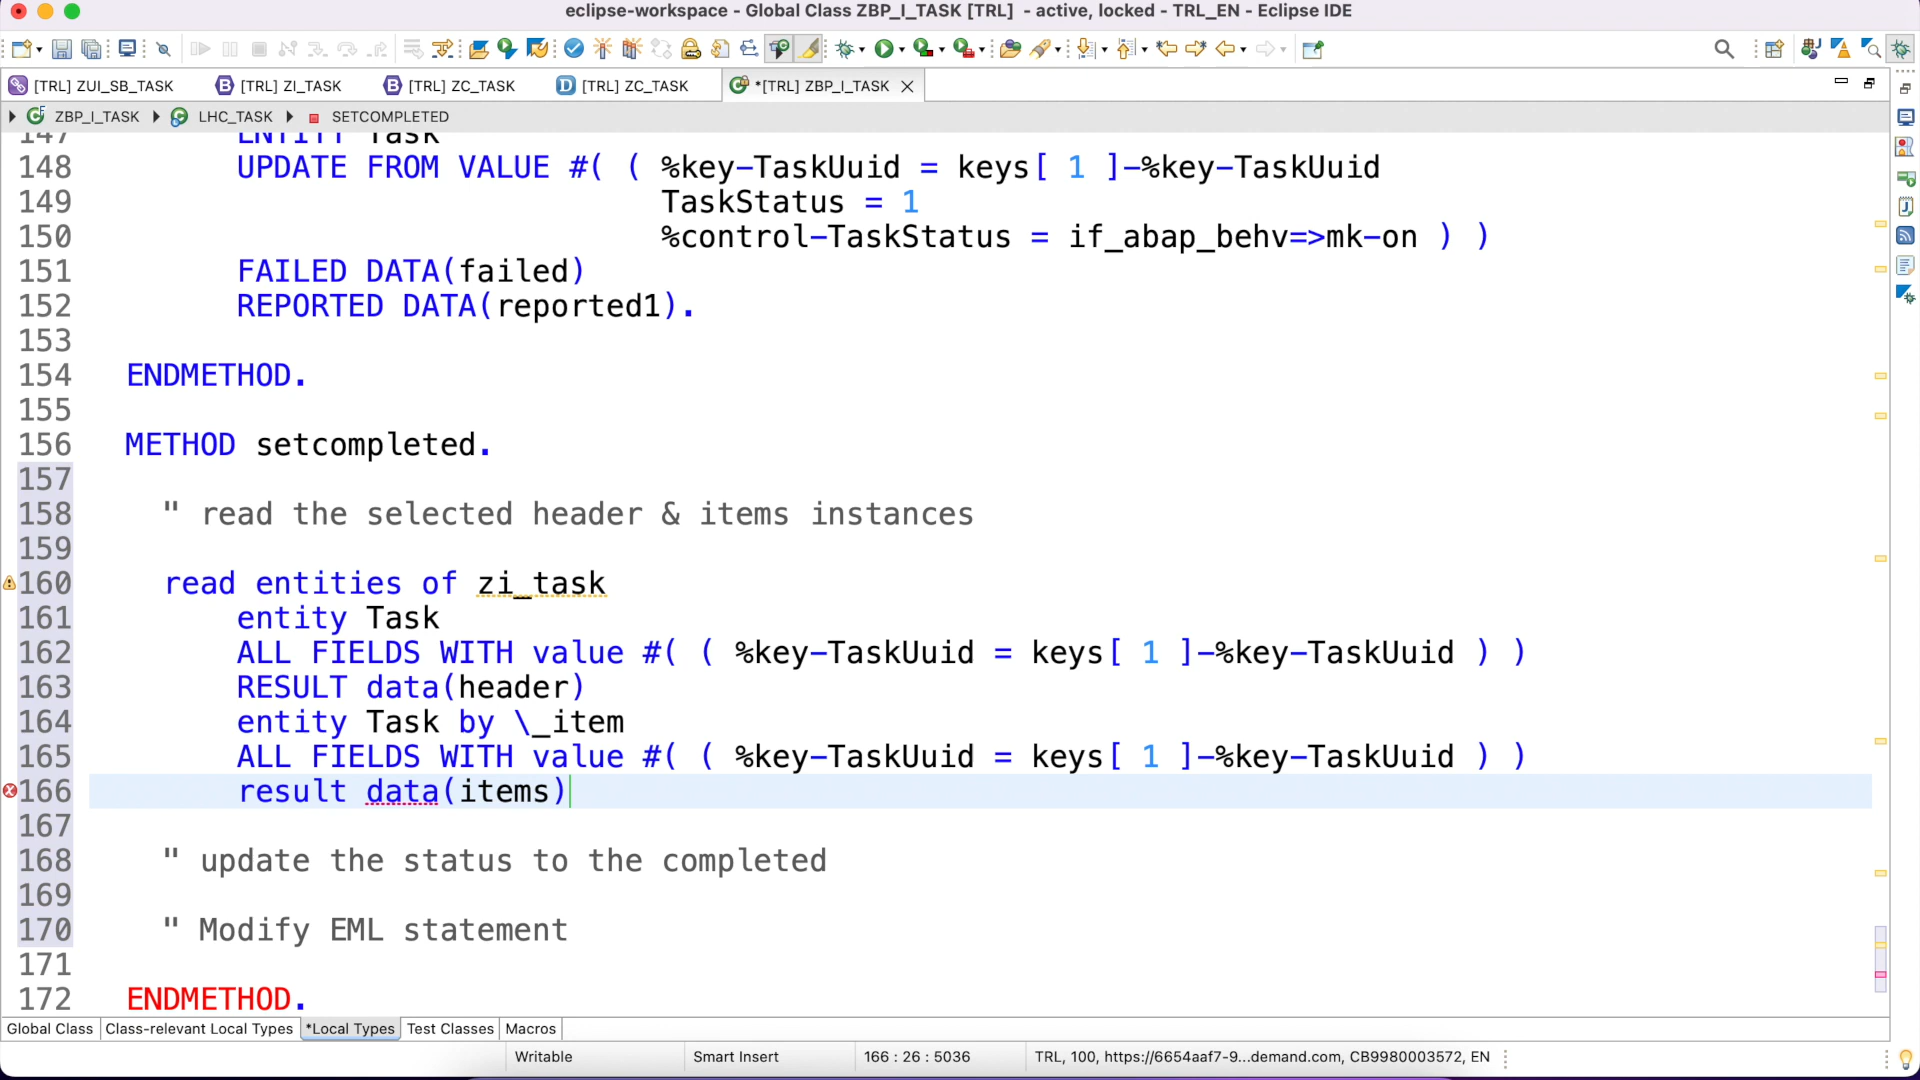 eclipse-workspace - Global Class ZBP_I_TASK [TRL] - active, locked - TRL_EN - Eclipse IDE
[TRL] ZUI_SB_TASK [TRL] ZI_TASK [TRL] ZC_TASK [TRL] ZC_TASK *[TRL] ZBP_I_TASK
ZBP_I_TASK LHC_TASK SETCOMPLETED
147 ENTITY Task
148 UPDATE FROM VALUE #( ( %key-TaskUuid = keys[ 1 ]-%key-TaskUuid
149 TaskStatus = 1
150 %control-TaskStatus = if_abap_behv=>mk-on ) )
151 FAILED DATA(failed)
152 REPORTED DATA(reported1).
153
154 ENDMETHOD.
155
156 METHOD setcompleted.
157
158 " read the selected header & items instances
159
160 read entities of zi_task
161 entity Task
162 ALL FIELDS WITH value #( ( %key-TaskUuid = keys[ 1 ]-%key-TaskUuid ) )
163 RESULT data(header)
164 entity Task by \_item
165 ALL FIELDS WITH value #( ( %key-TaskUuid = keys[ 1 ]-%key-TaskUuid ) )
166 result data(items)
167
168 " update the status to the completed
169
170 " Modify EML statement
171
172 ENDMETHOD.
Global Class Class-relevant Local Types *Local Types Test Classes Macros
Writable Smart Insert 166 : 26 : 5036 TRL, 100, https://6654aaf7-9...demand.com, CB9980003572, EN